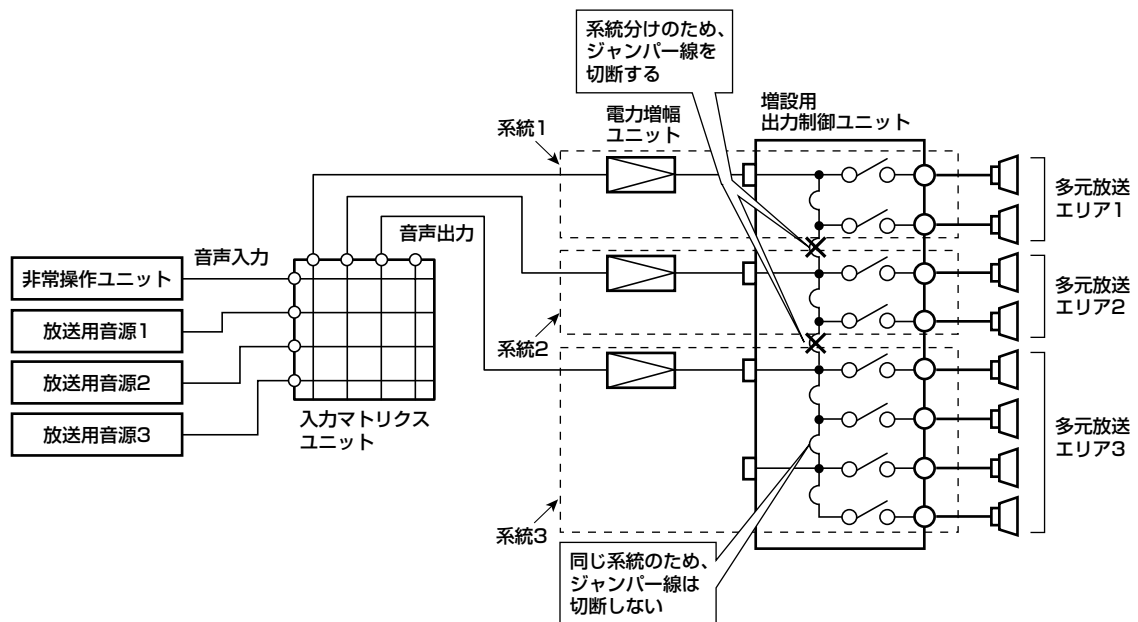 系統分けのため、
ジャンパー線を
切断する
増設用
出力制御ユニット
電力増幅
ユニット
系統1
多元放送
エリア1
音声出力
音声入力
非常操作ユニット
放送用音源1
放送用音源2
放送用音源3
入力マトリクス
ユニット
系統2
多元放送
エリア2
多元放送
エリア3
系統3
同じ系統のため、
ジャンパー線は
切断しない